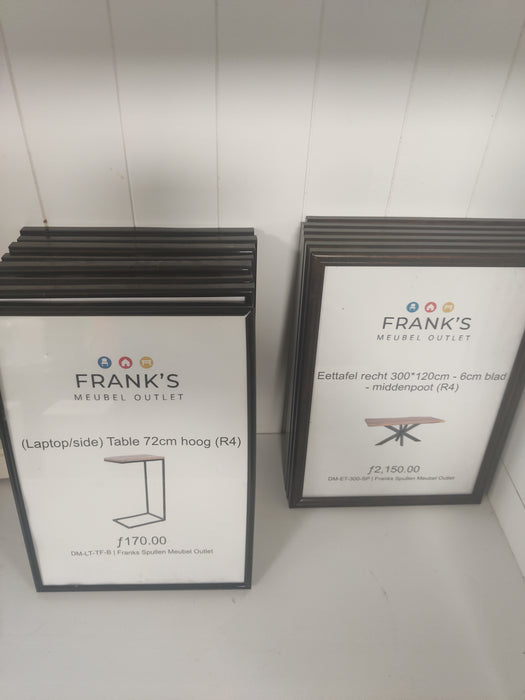 FRANK'S
MEUBEL OUTLET
(Laptop/side) Table 72cm hoog (R4)
ƒ170.00
DM-LT-TF-B | Franks Spullen Meubel Outlet
FRANK'S
MEUBEL OUTLET
Eettafel recht 300*120cm - 6cm blad
- middenpoot (R4)
ƒ2,150.00
DM-ET-300-SP | Franks Spullen Meubel Outlet